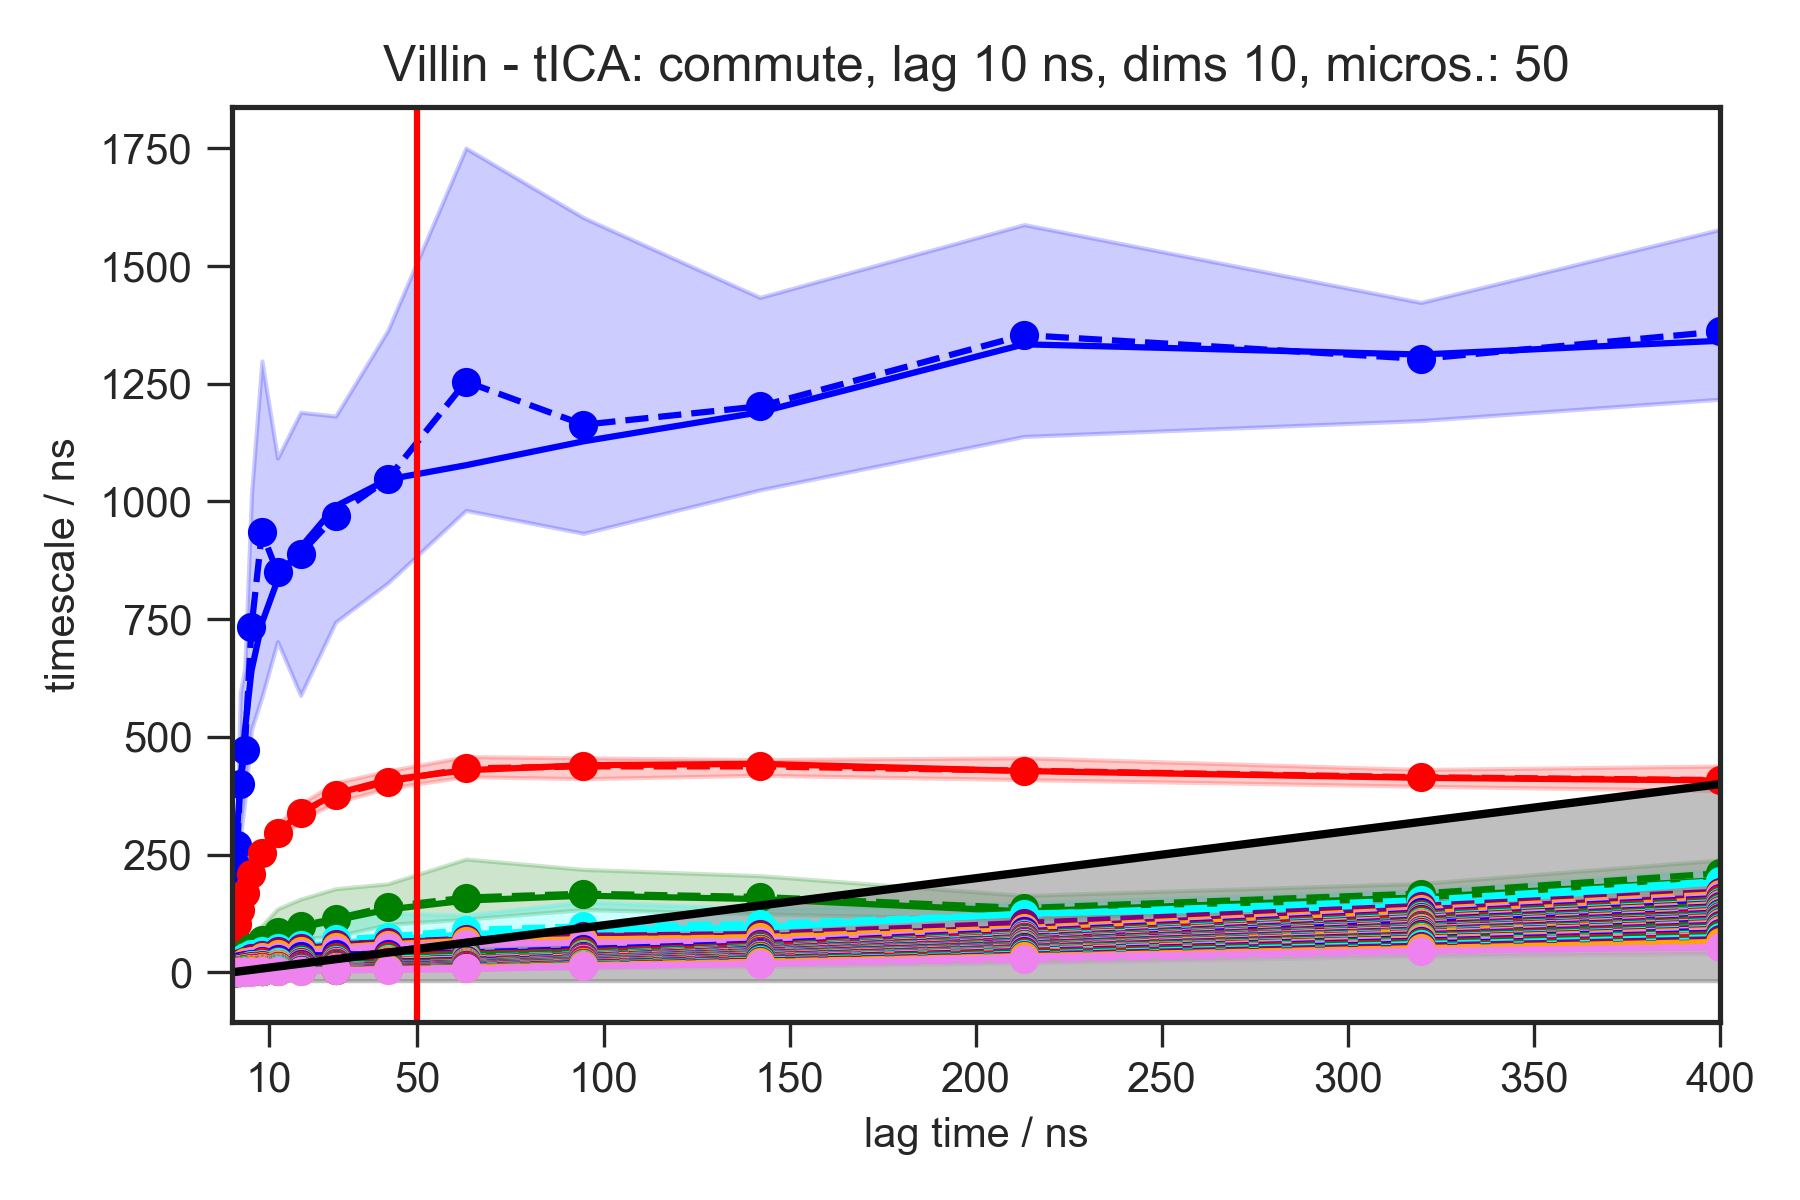 Villin - tICA: commute, lag 10 ns, dims 10, micros.: 50
1750
1500
1250
1000
750
500
250
0
timescale / ns
10 50 100 150 200 250 300 350 400
lag time / ns